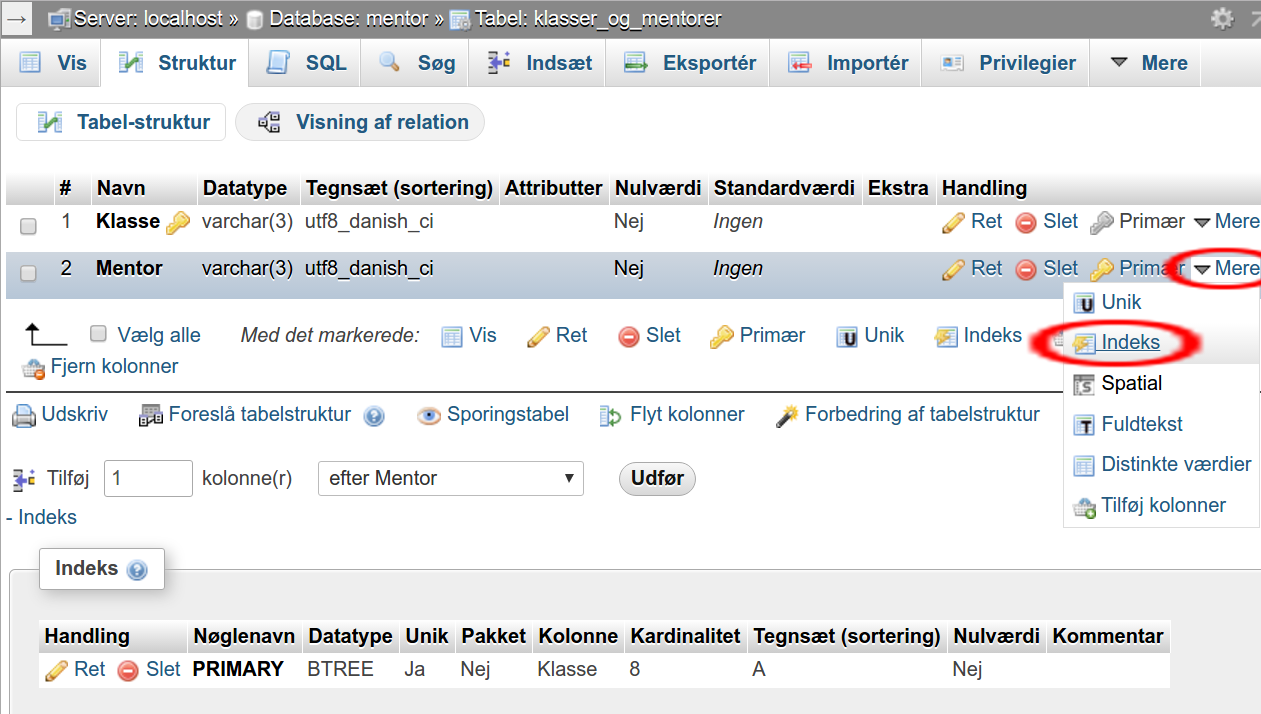 Server: localhost » Database: mentor » Tabel: klasser_og_mentorer
Vis Struktur SQL Søg Indsæt Eksportér Importér Privilegier Mere
Tabel-struktur Visning af relation
# Navn Datatype Tegnsæt (sortering) Attributter Nulværdi Standardværdi Ekstra Handling
1 Klasse varchar(3) utf8_danish_ci Nej Ingen Ret Slet Primær Mere
2 Mentor varchar(3) utf8_danish_ci Nej Ingen Ret Slet Primær Mere
Unik
Vælg alle Med det markerede: Vis Ret Slet Primær Unik Indeks
Indeks
Fjern kolonner
Spatial
Udskriv Foreslå tabelstruktur Sporingstabel Flyt kolonner Forbedring af tabelstruktur
Fuldtekst
Distinkte værdier
Tilføj 1 kolonne(r) efter Mentor Udfør
Tilføj kolonner
- Indeks
Indeks
Handling Nøglenavn Datatype Unik Pakket Kolonne Kardinalitet Tegnsæt (sortering) Nulværdi Kommentar
Ret Slet PRIMARY BTREE Ja Nej Klasse 8 A Nej